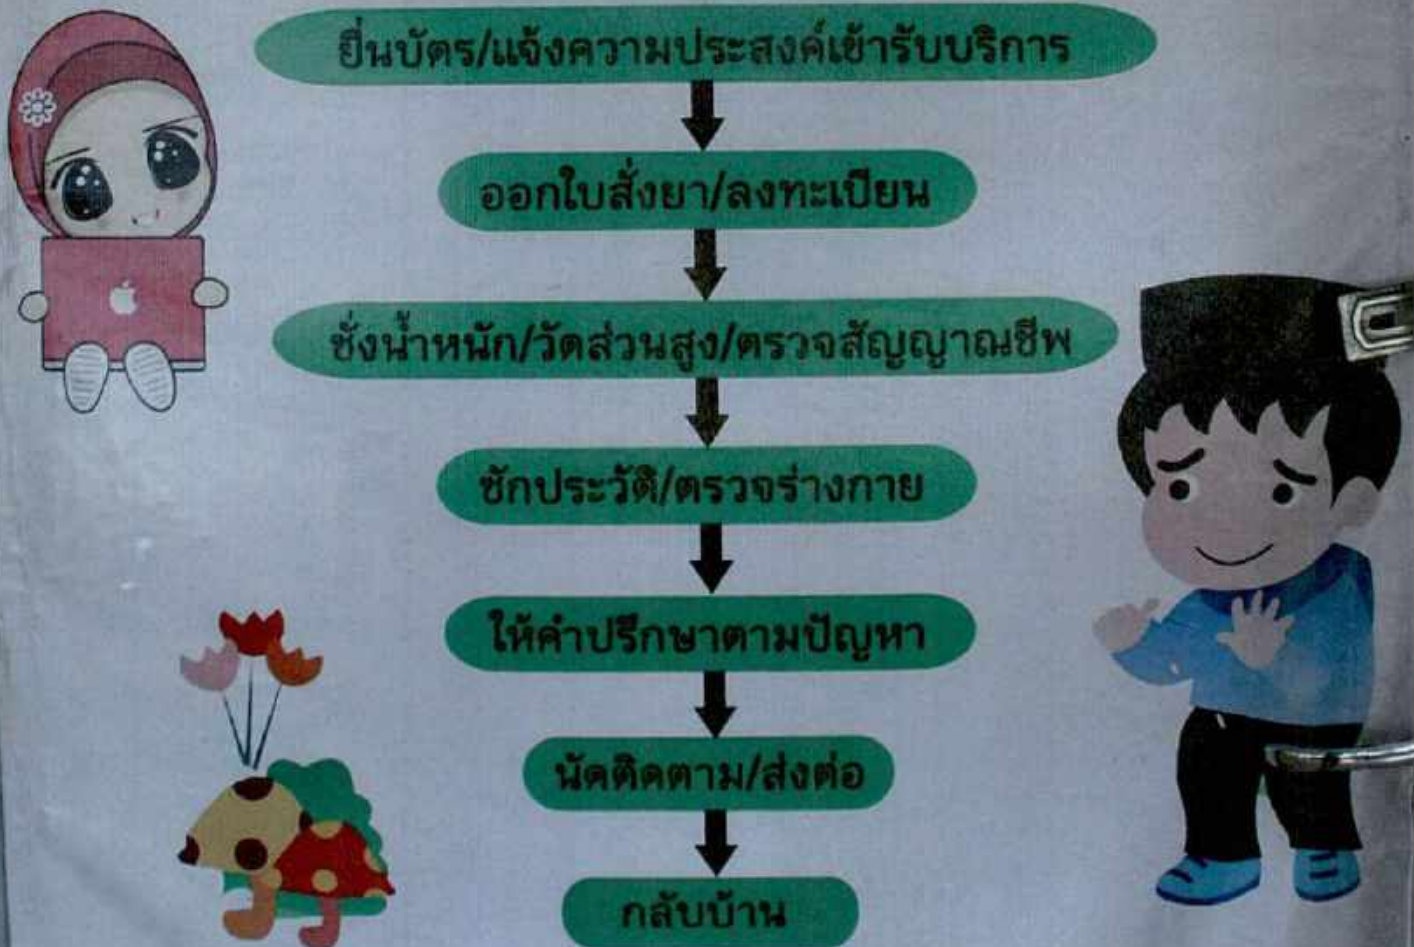 ยื่นบัตร/แจ้งความประสงค์เข้ารับบริการ
ออกใบสั่งยา/ลงทะเบียน
ชั่งน้ำหนัก/วัดส่วนสูง/ตรวจสัญญาณชีพ
ซักประวัติ/ตรวจร่างกาย
ให้คำปรึกษาตามปัญหา
นัดติดตาม/ส่งต่อ
กลับบ้าน